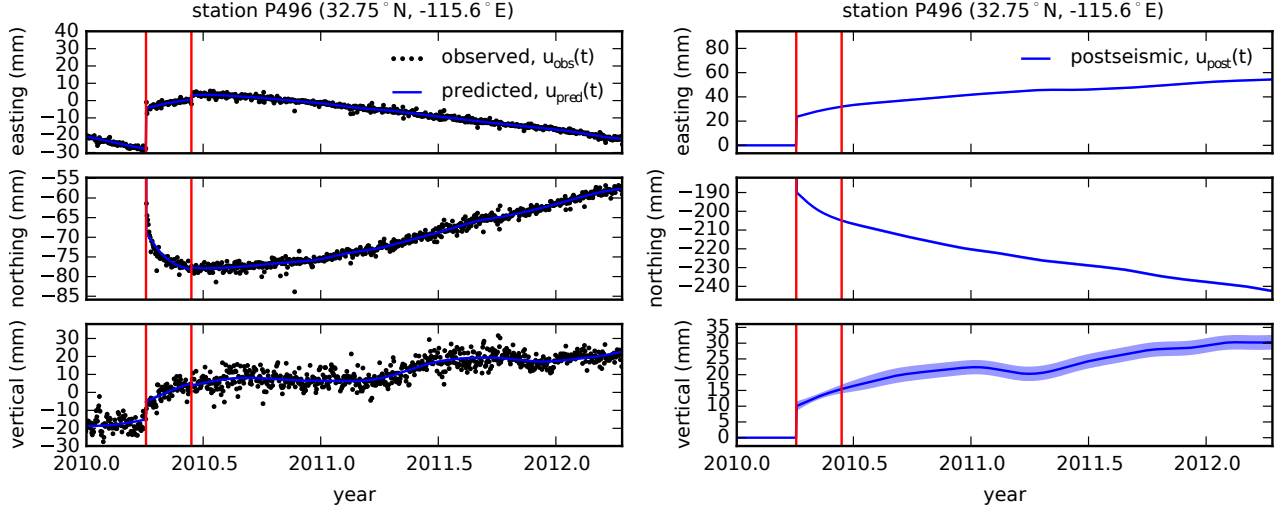 station P496 (32.75°N, -115.6°E)
easting (mm)
40
30
20
10
0
−10
−20
−30
observed, u_obs(t)
predicted, u_pred(t)
northing (mm)
−55
−60
−65
−70
−75
−80
−85
vertical (mm)
30
20
10
0
−10
−20
−30
2010.0 2010.5 2011.0 2011.5 2012.0
year
station P496 (32.75°N, -115.6°E)
easting (mm)
80
60
40
20
0
postseismic, u_post(t)
northing (mm)
−190
−200
−210
−220
−230
−240
vertical (mm)
35
30
25
20
15
10
5
0
2010.0 2010.5 2011.0 2011.5 2012.0
year